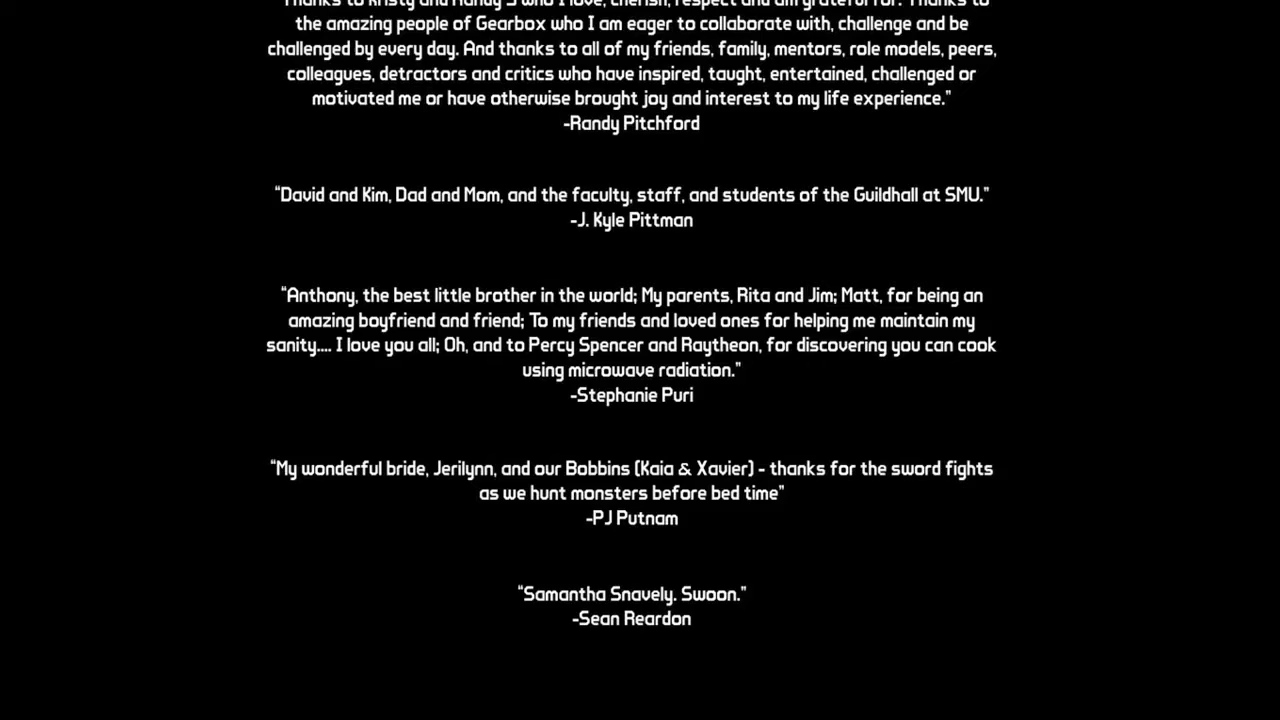 "Thanks to Kristy and Randy S who I love, cherish, respect and am grateful for. Thanks to
the amazing people of Gearbox who I am eager to collaborate with, challenge and be
challenged by every day. And thanks to all of my friends, family, mentors, role models, peers,
colleagues, detractors and critics who have inspired, taught, entertained, challenged or
motivated me or have otherwise brought joy and interest to my life experience."
-Randy Pitchford
"David and Kim, Dad and Mom, and the faculty, staff, and students of the Guildhall at SMU."
-J. Kyle Pittman
"Anthony, the best little brother in the world; My parents, Rita and Jim; Matt, for being an
amazing boyfriend and friend; To my friends and loved ones for helping me maintain my
sanity.... I love you all; Oh, and to Percy Spencer and Raytheon, for discovering you can cook
using microwave radiation."
-Stephanie Puri
"My wonderful bride, Jerilynn, and our Bobbins (Kaia & Xavier) - thanks for the sword fights
as we hunt monsters before bed time"
-PJ Putnam
"Samantha Snavely. Swoon."
-Sean Reardon